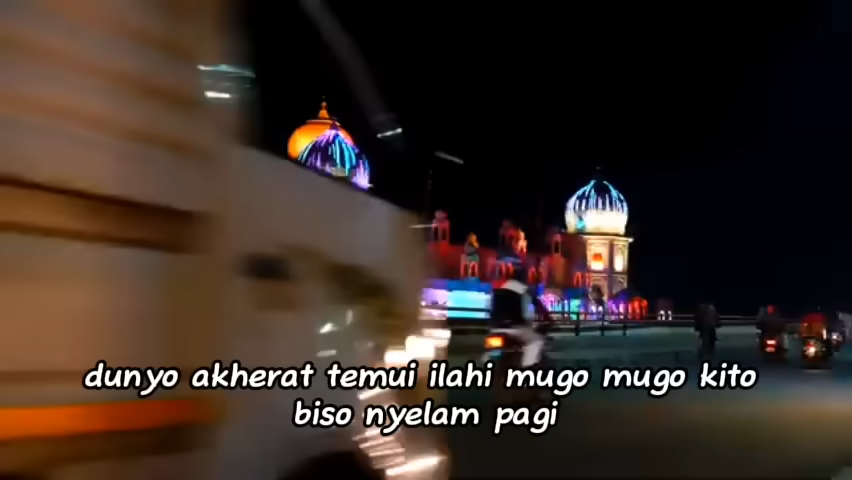 dunyo akherat temui ilahi mugo mugo kito
biso nyelam pagi